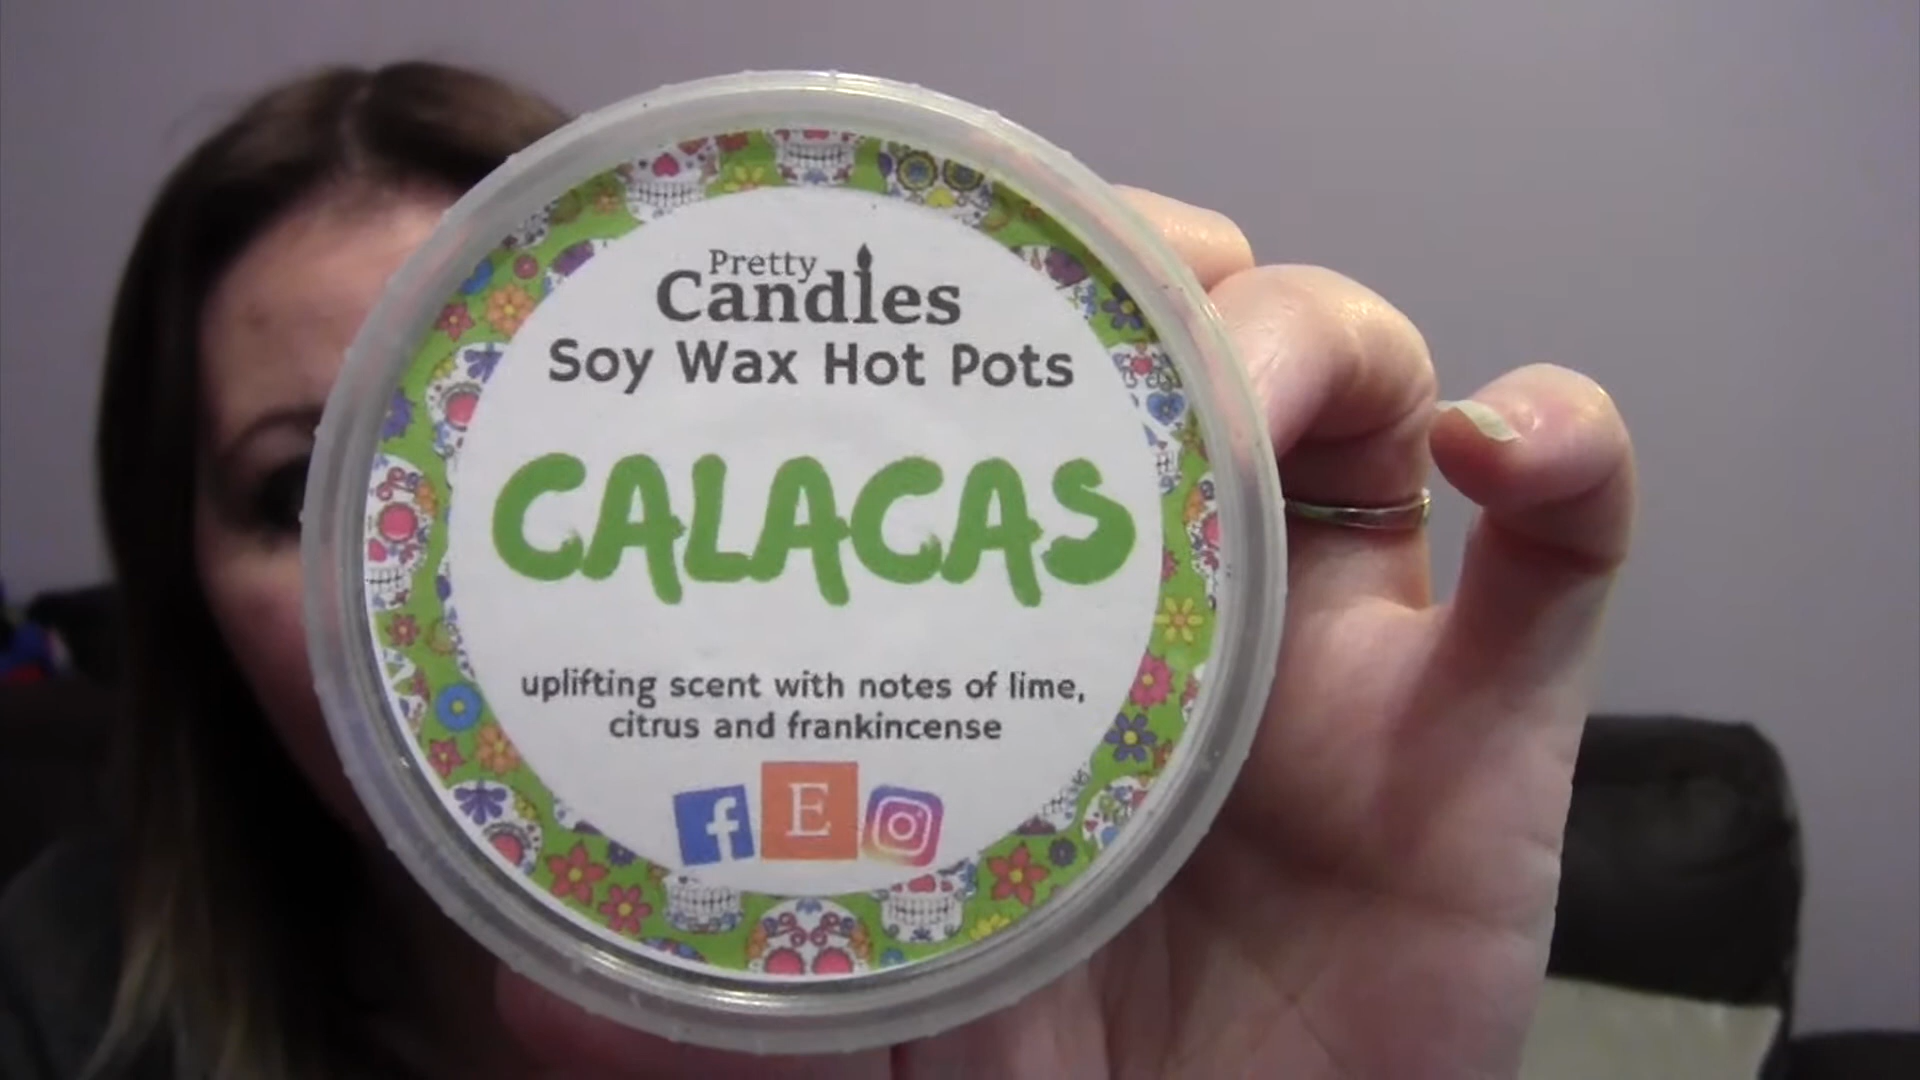 Pretty
Candles
Soy Wax Hot Pots
CALACAS
uplifting scent with notes of lime,
citrus and frankincense
f E